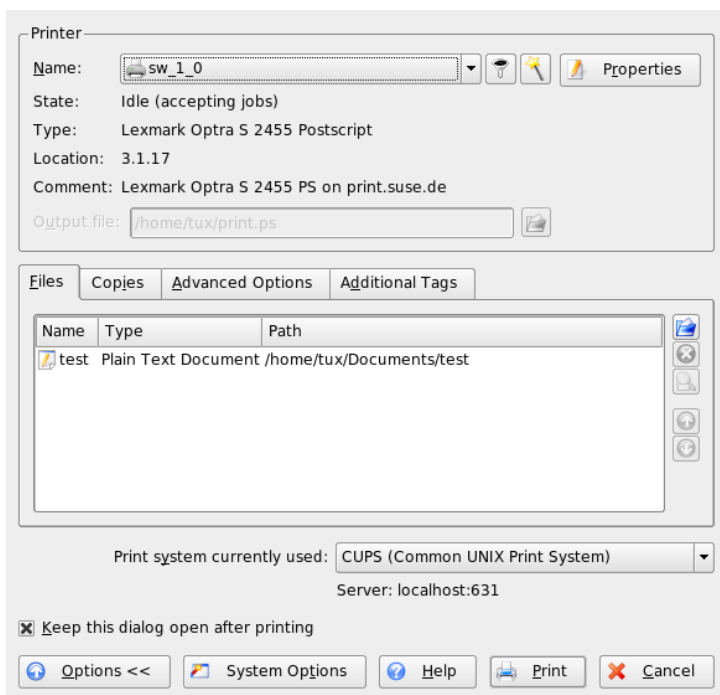 Printer
Name: sw_1_0 Properties
State: Idle (accepting jobs)
Type: Lexmark Optra S 2455 Postscript
Location: 3.1.17
Comment: Lexmark Optra S 2455 PS on print.suse.de
Output file: /home/tux/print.ps
Files Copies Advanced Options Additional Tags
Name Type Path
test Plain Text Document /home/tux/Documents/test
Print system currently used: CUPS (Common UNIX Print System)
Server: localhost:631
Keep this dialog open after printing
Options << System Options Help Print Cancel